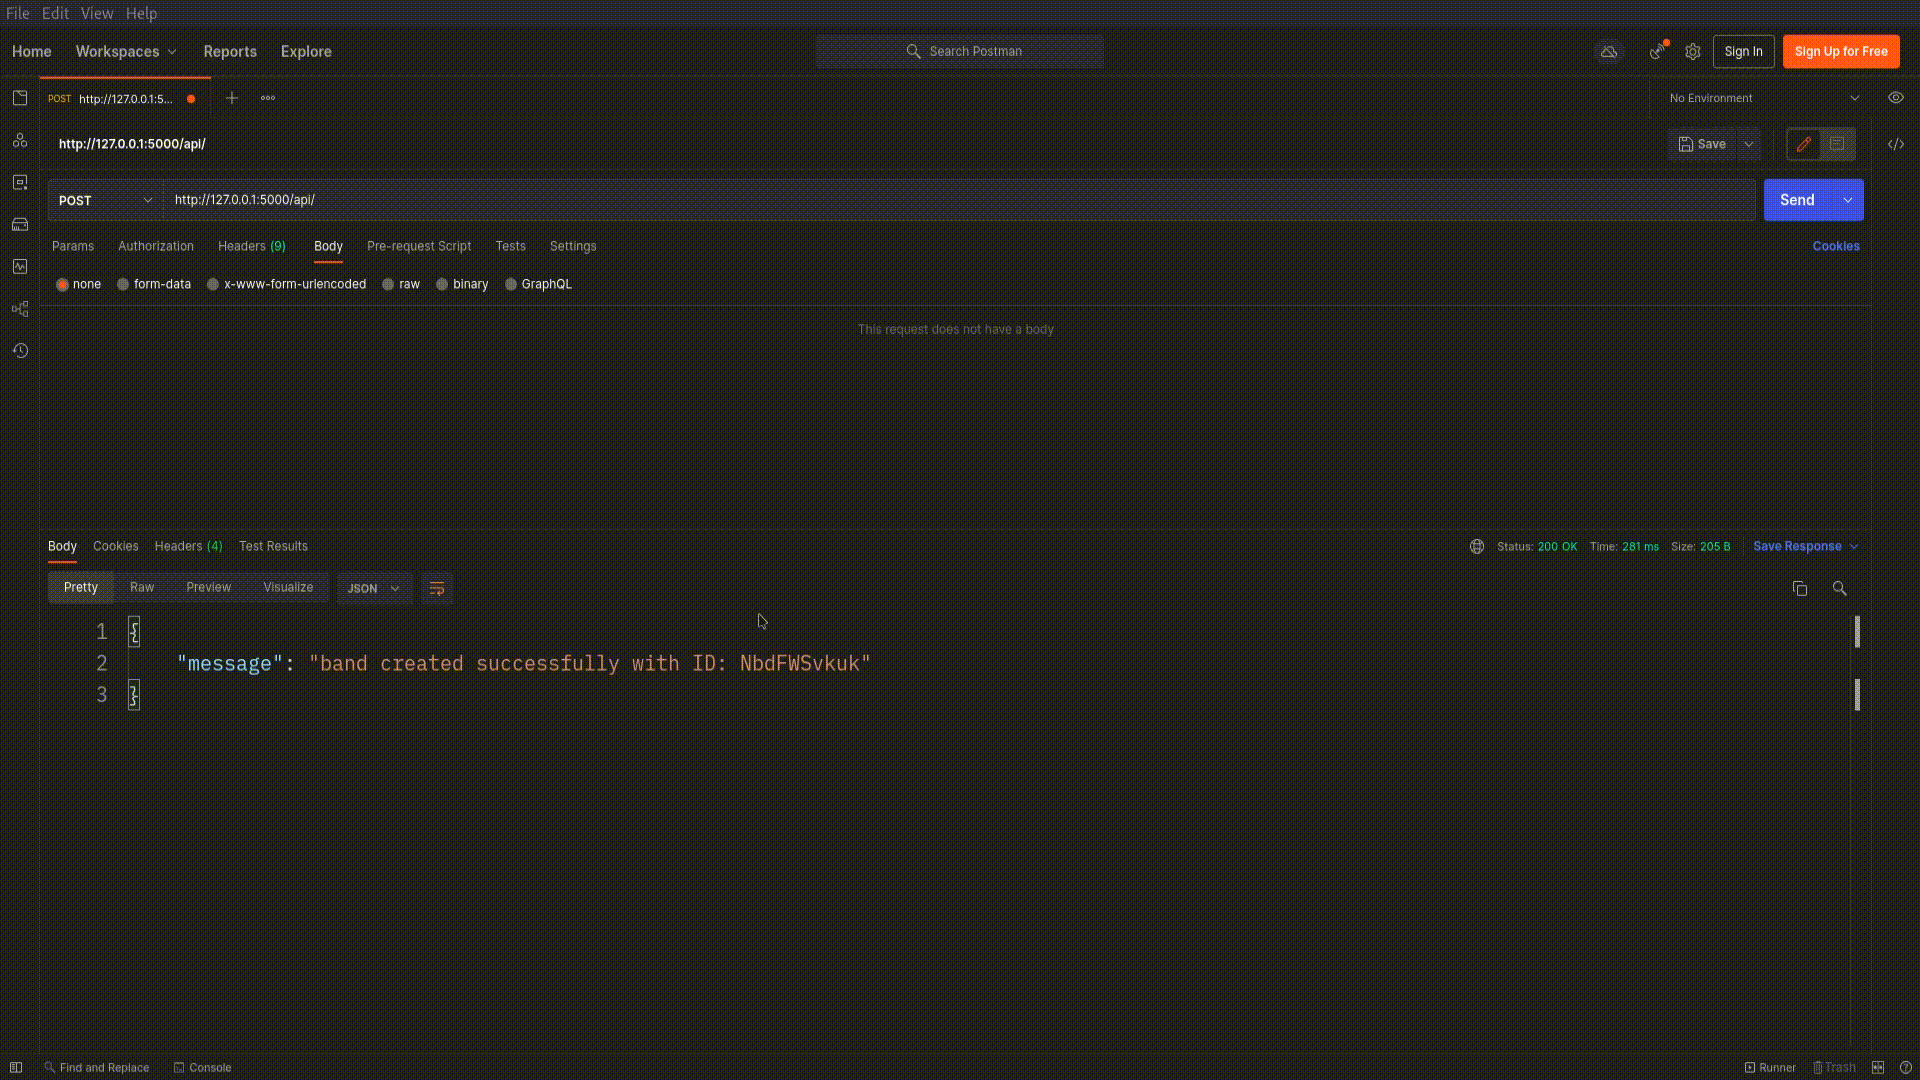 File Edit View Help
Home Workspaces Reports Explore Search Postman Sign In Sign Up for Free
POST http://127.0.0.1:5... No Environment
http://127.0.0.1:5000/api/ Save
POST http://127.0.0.1:5000/api/ Send
Params Authorization Headers (9) Body Pre-request Script Tests Settings Cookies
none form-data x-www-form-urlencoded raw binary GraphQL
This request does not have a body
Body Cookies Headers (4) Test Results Status: 200 OK Time: 281 ms Size: 205 B Save Response
Pretty Raw Preview Visualize JSON
1 {
2 "message": "band created successfully with ID: NbdFWSvkuk"
3 }
Find and Replace Console Runner Trash